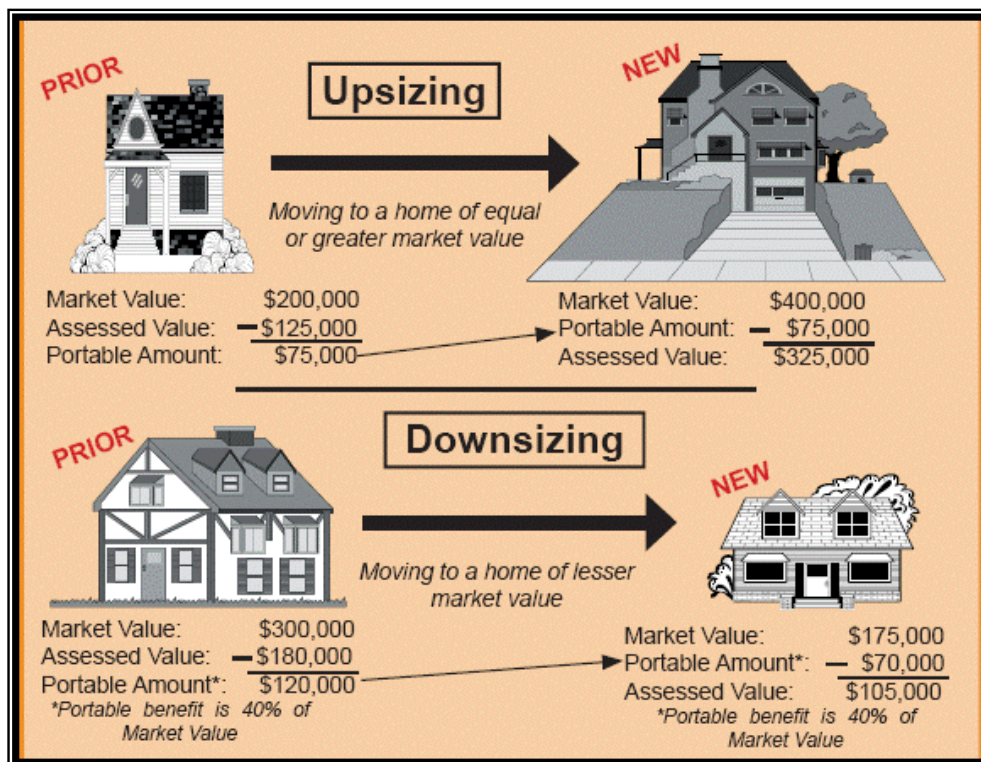 PRIOR
Upsizing
NEW
Moving to a home of equal
or greater market value
Market Value: $200,000
Assessed Value: – $125,000
Portable Amount: $75,000
Market Value: $400,000
Portable Amount: – $75,000
Assessed Value: $325,000
PRIOR
Downsizing
NEW
Moving to a home of lesser
market value
Market Value: $300,000
Assessed Value: – $180,000
Portable Amount*: $120,000
*Portable benefit is 40% of
Market Value
Market Value: $175,000
Portable Amount*: – $70,000
Assessed Value: $105,000
*Portable benefit is 40% of
Market Value